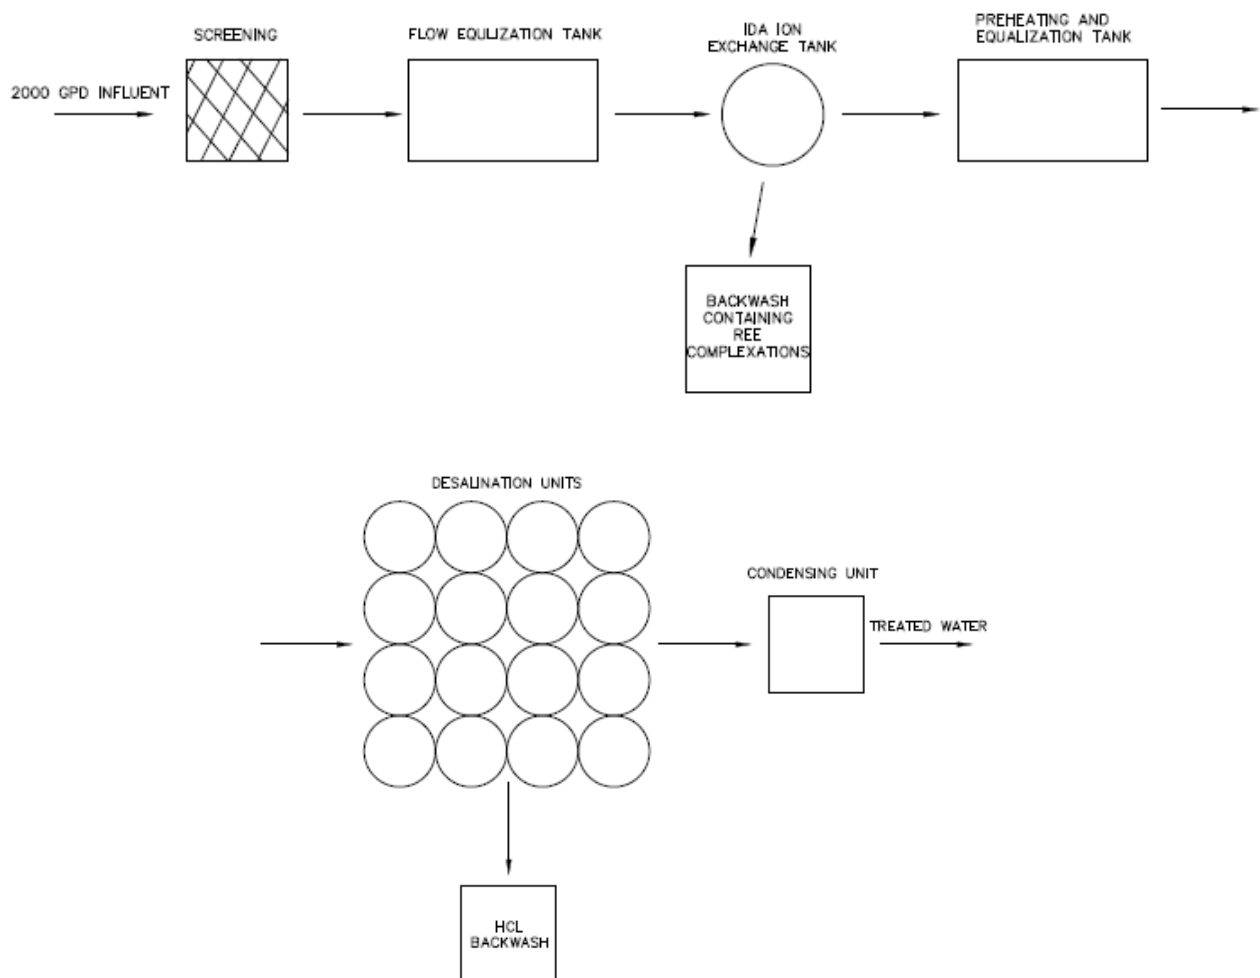 SCREENING
FLOW EQULIZATION TANK
IDA ION
EXCHANGE TANK
PREHEATING AND
EQUALIZATION TANK
2000 GPD INFLUENT
BACKWASH
CONTAINING
REE
COMPLEXATIONS
DESALINATION UNITS
CONDENSING UNIT
TREATED WATER
HCL
BACKWASH